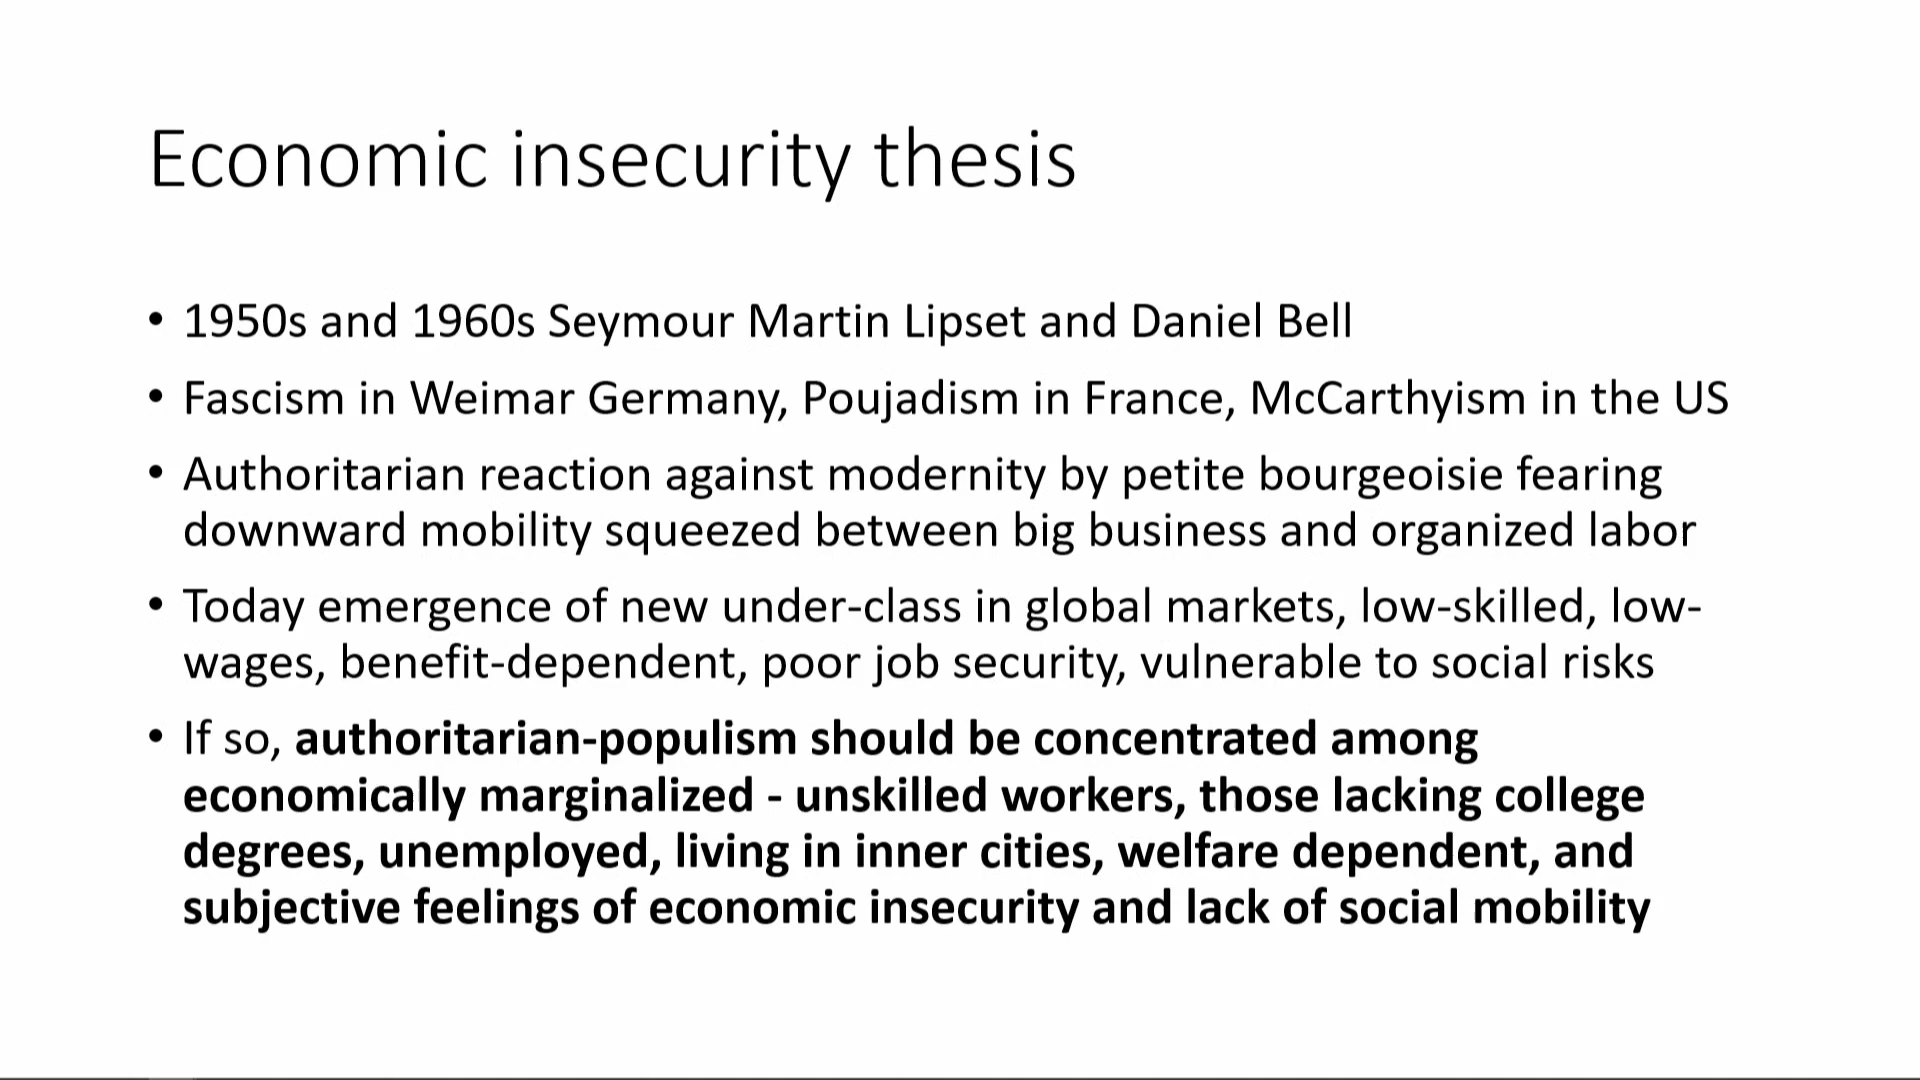 Economic insecurity thesis
• 1950s and 1960s Seymour Martin Lipset and Daniel Bell
• Fascism in Weimar Germany, Poujadism in France, McCarthyism in the US
• Authoritarian reaction against modernity by petite bourgeoisie fearing
downward mobility squeezed between big business and organized labor
• Today emergence of new under-class in global markets, low-skilled, low-
wages, benefit-dependent, poor job security, vulnerable to social risks
• If so, authoritarian-populism should be concentrated among
economically marginalized - unskilled workers, those lacking college
degrees, unemployed, living in inner cities, welfare dependent, and
subjective feelings of economic insecurity and lack of social mobility